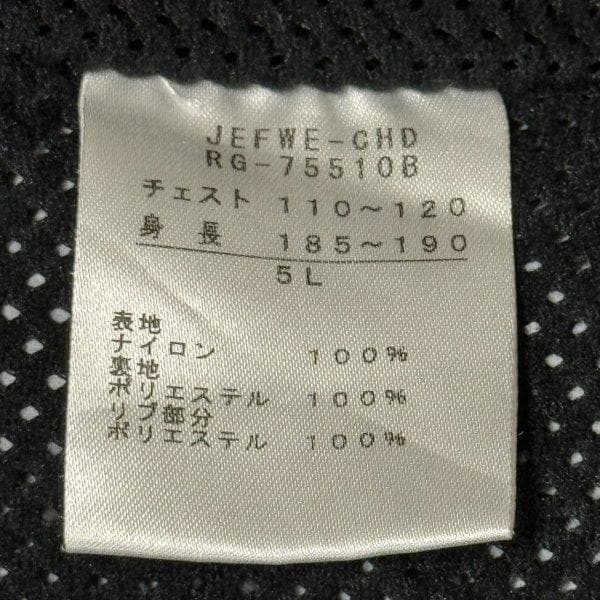 JEFWE-CHD
RG-75510B
チェスト 110～120
身長 185～190
5L
表地
ナイロン 100%
裏地
ポリエステル 100%
リブ部分
ポリエステル 100%